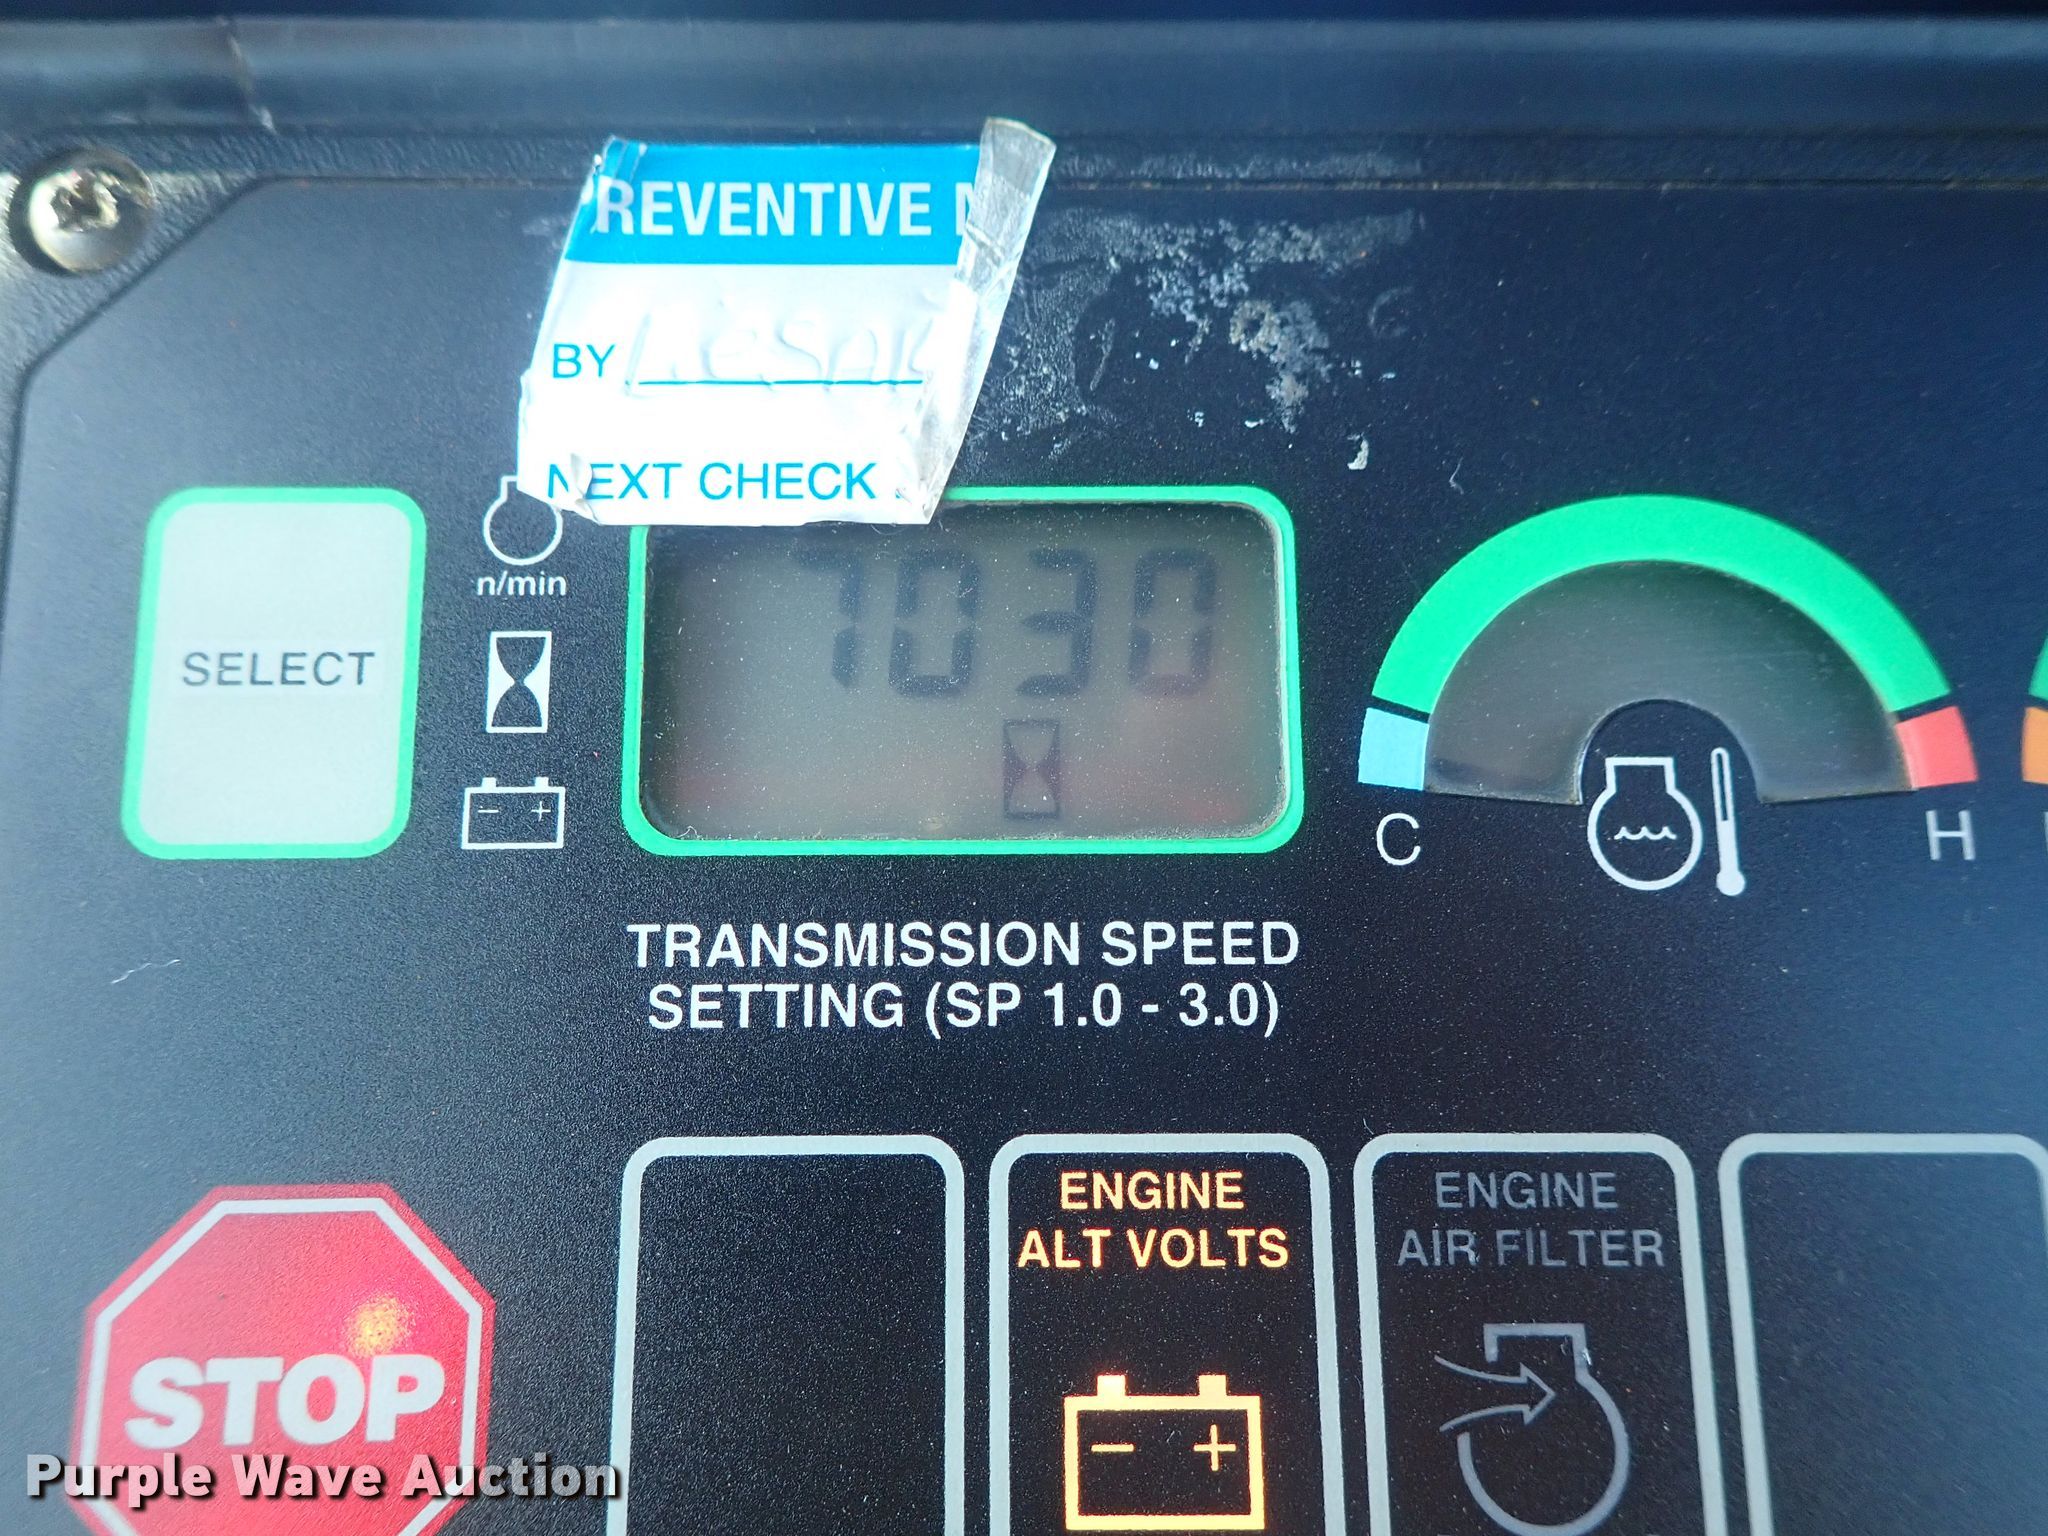 REVENTIVE
BY
NEXT CHECK
SELECT
n/min
7030
C
H
TRANSMISSION SPEED
SETTING (SP 1.0 - 3.0)
ENGINE
ALT VOLTS
- +
ENGINE
AIR FILTER
STOP
Purple Wave Auction